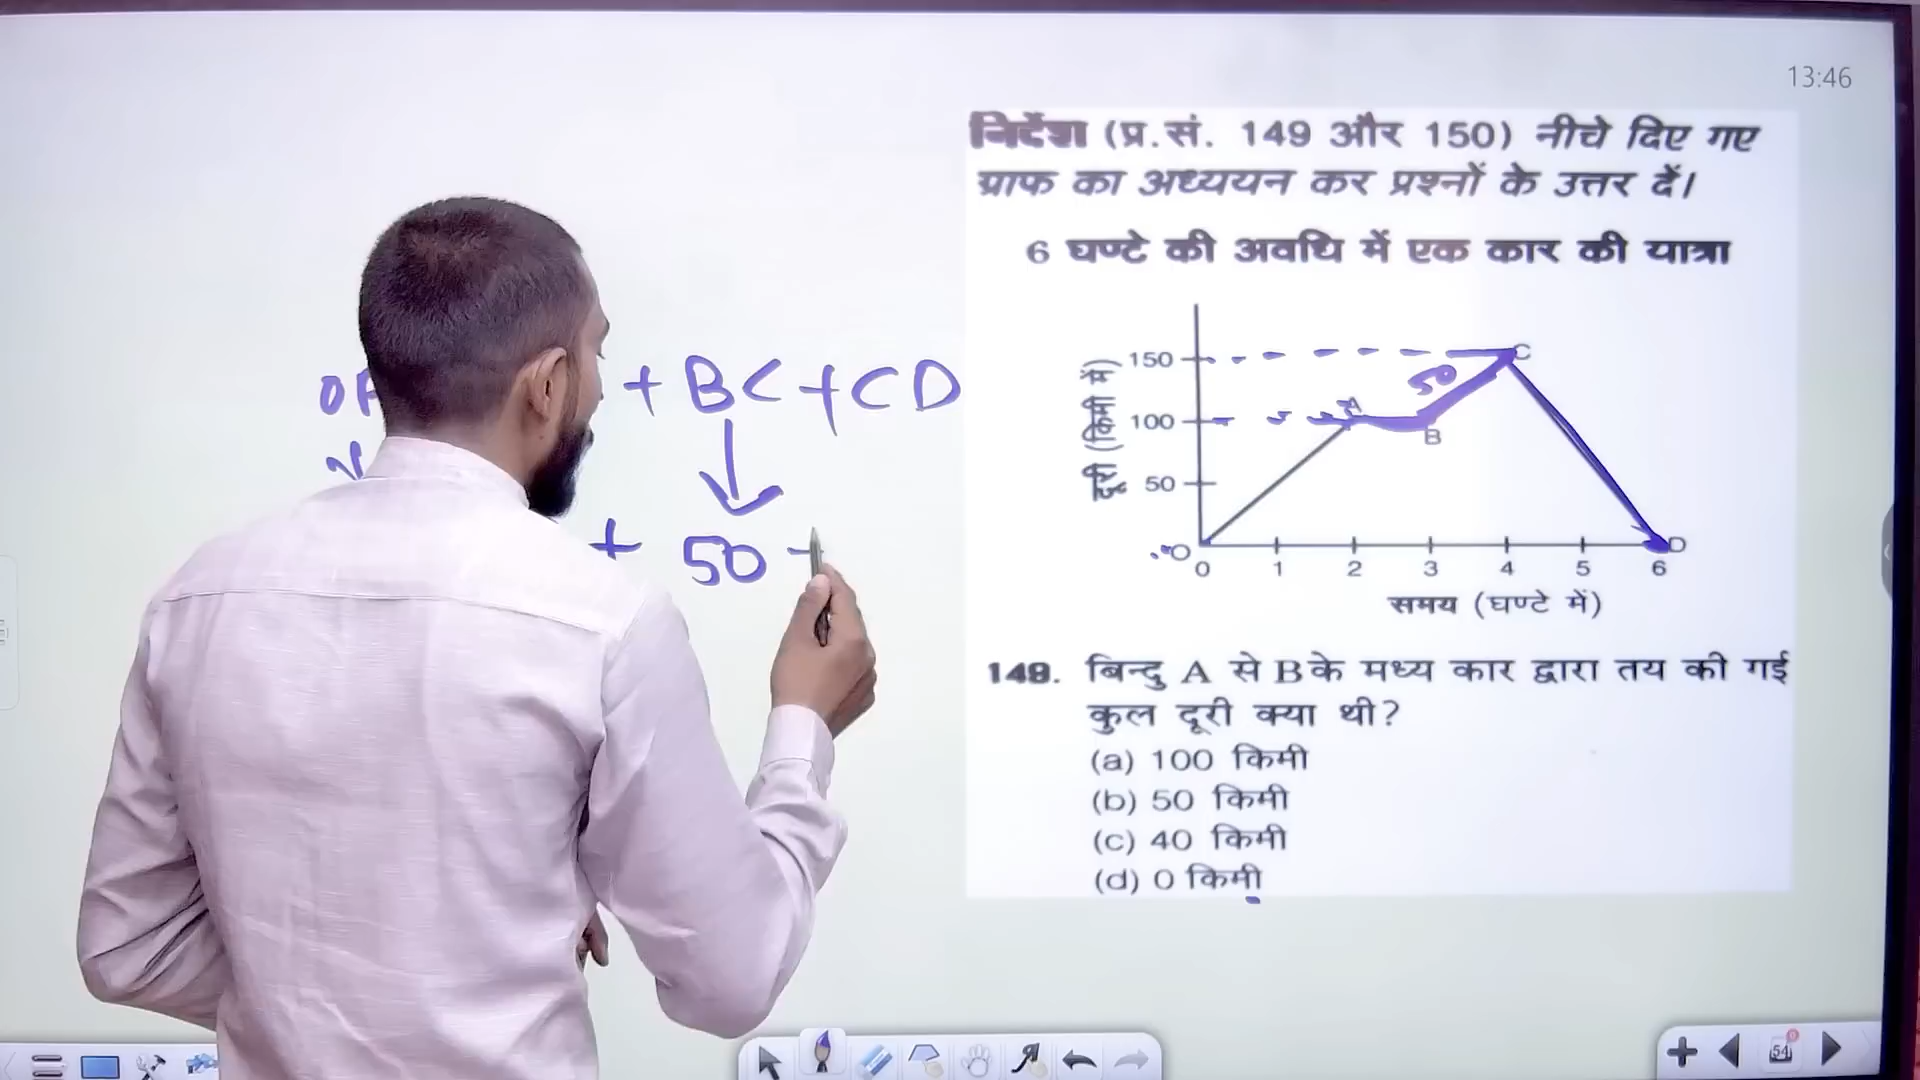 13:46
निर्देश (प्र.सं. 149 और 150) नीचे दिए गए
ग्राफ का अध्ययन कर प्रश्नों के उत्तर दें।
6 घण्टे की अवधि में एक कार की यात्रा
+ BC + CD
+ 50 +
दूरी (किमी में)
150
100
50
C
50
A
B
O
D
0 1 2 3 4 5 6
समय (घण्टे में)
149. बिन्दु A से B के मध्य कार द्वारा तय की गई
कुल दूरी क्या थी?
(a) 100 किमी
(b) 50 किमी
(c) 40 किमी
(d) 0 किमी
54